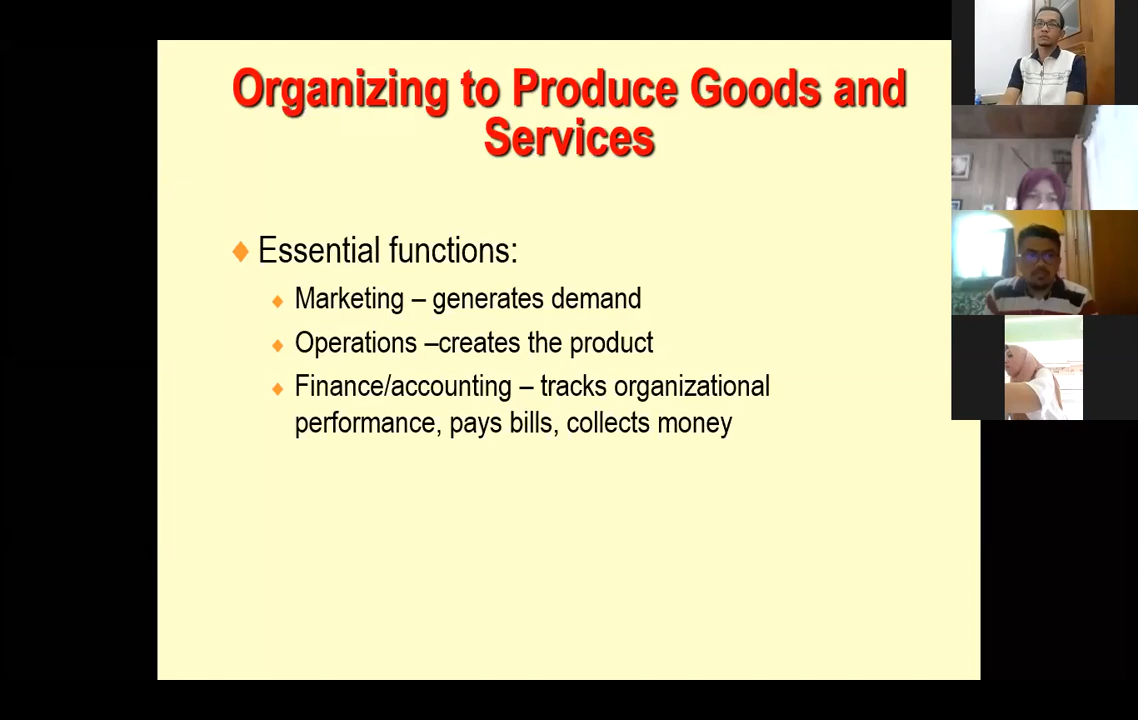 Organizing to Produce Goods and
Services
Essential functions:
Marketing – generates demand
Operations –creates the product
Finance/accounting – tracks organizational
performance, pays bills, collects money